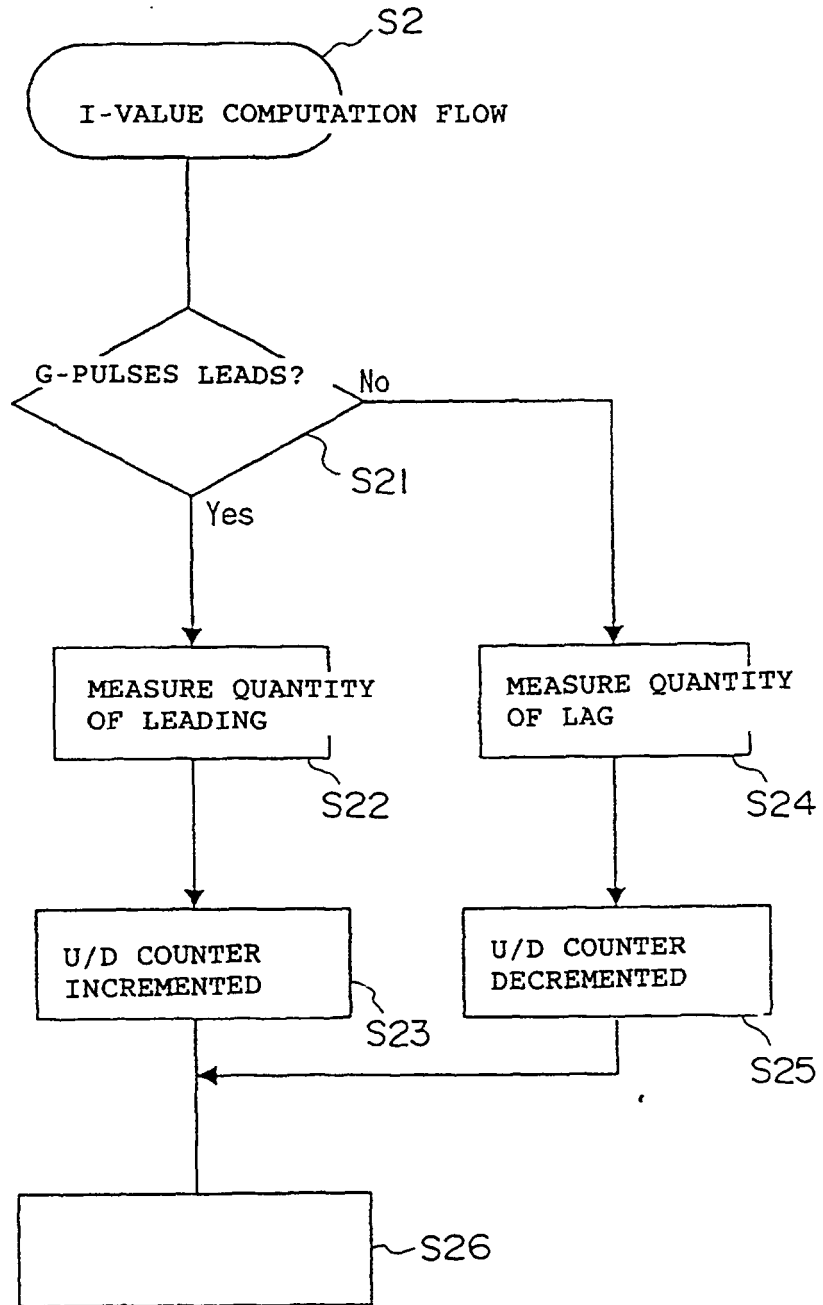 S2
I-VALUE COMPUTATION FLOW
G-PULSES LEADS?
No
S21
Yes
MEASURE QUANTITY
OF LEADING
S22
MEASURE QUANTITY
OF LAG
S24
U/D COUNTER
INCREMENTED
S23
U/D COUNTER
DECREMENTED
S25
S26